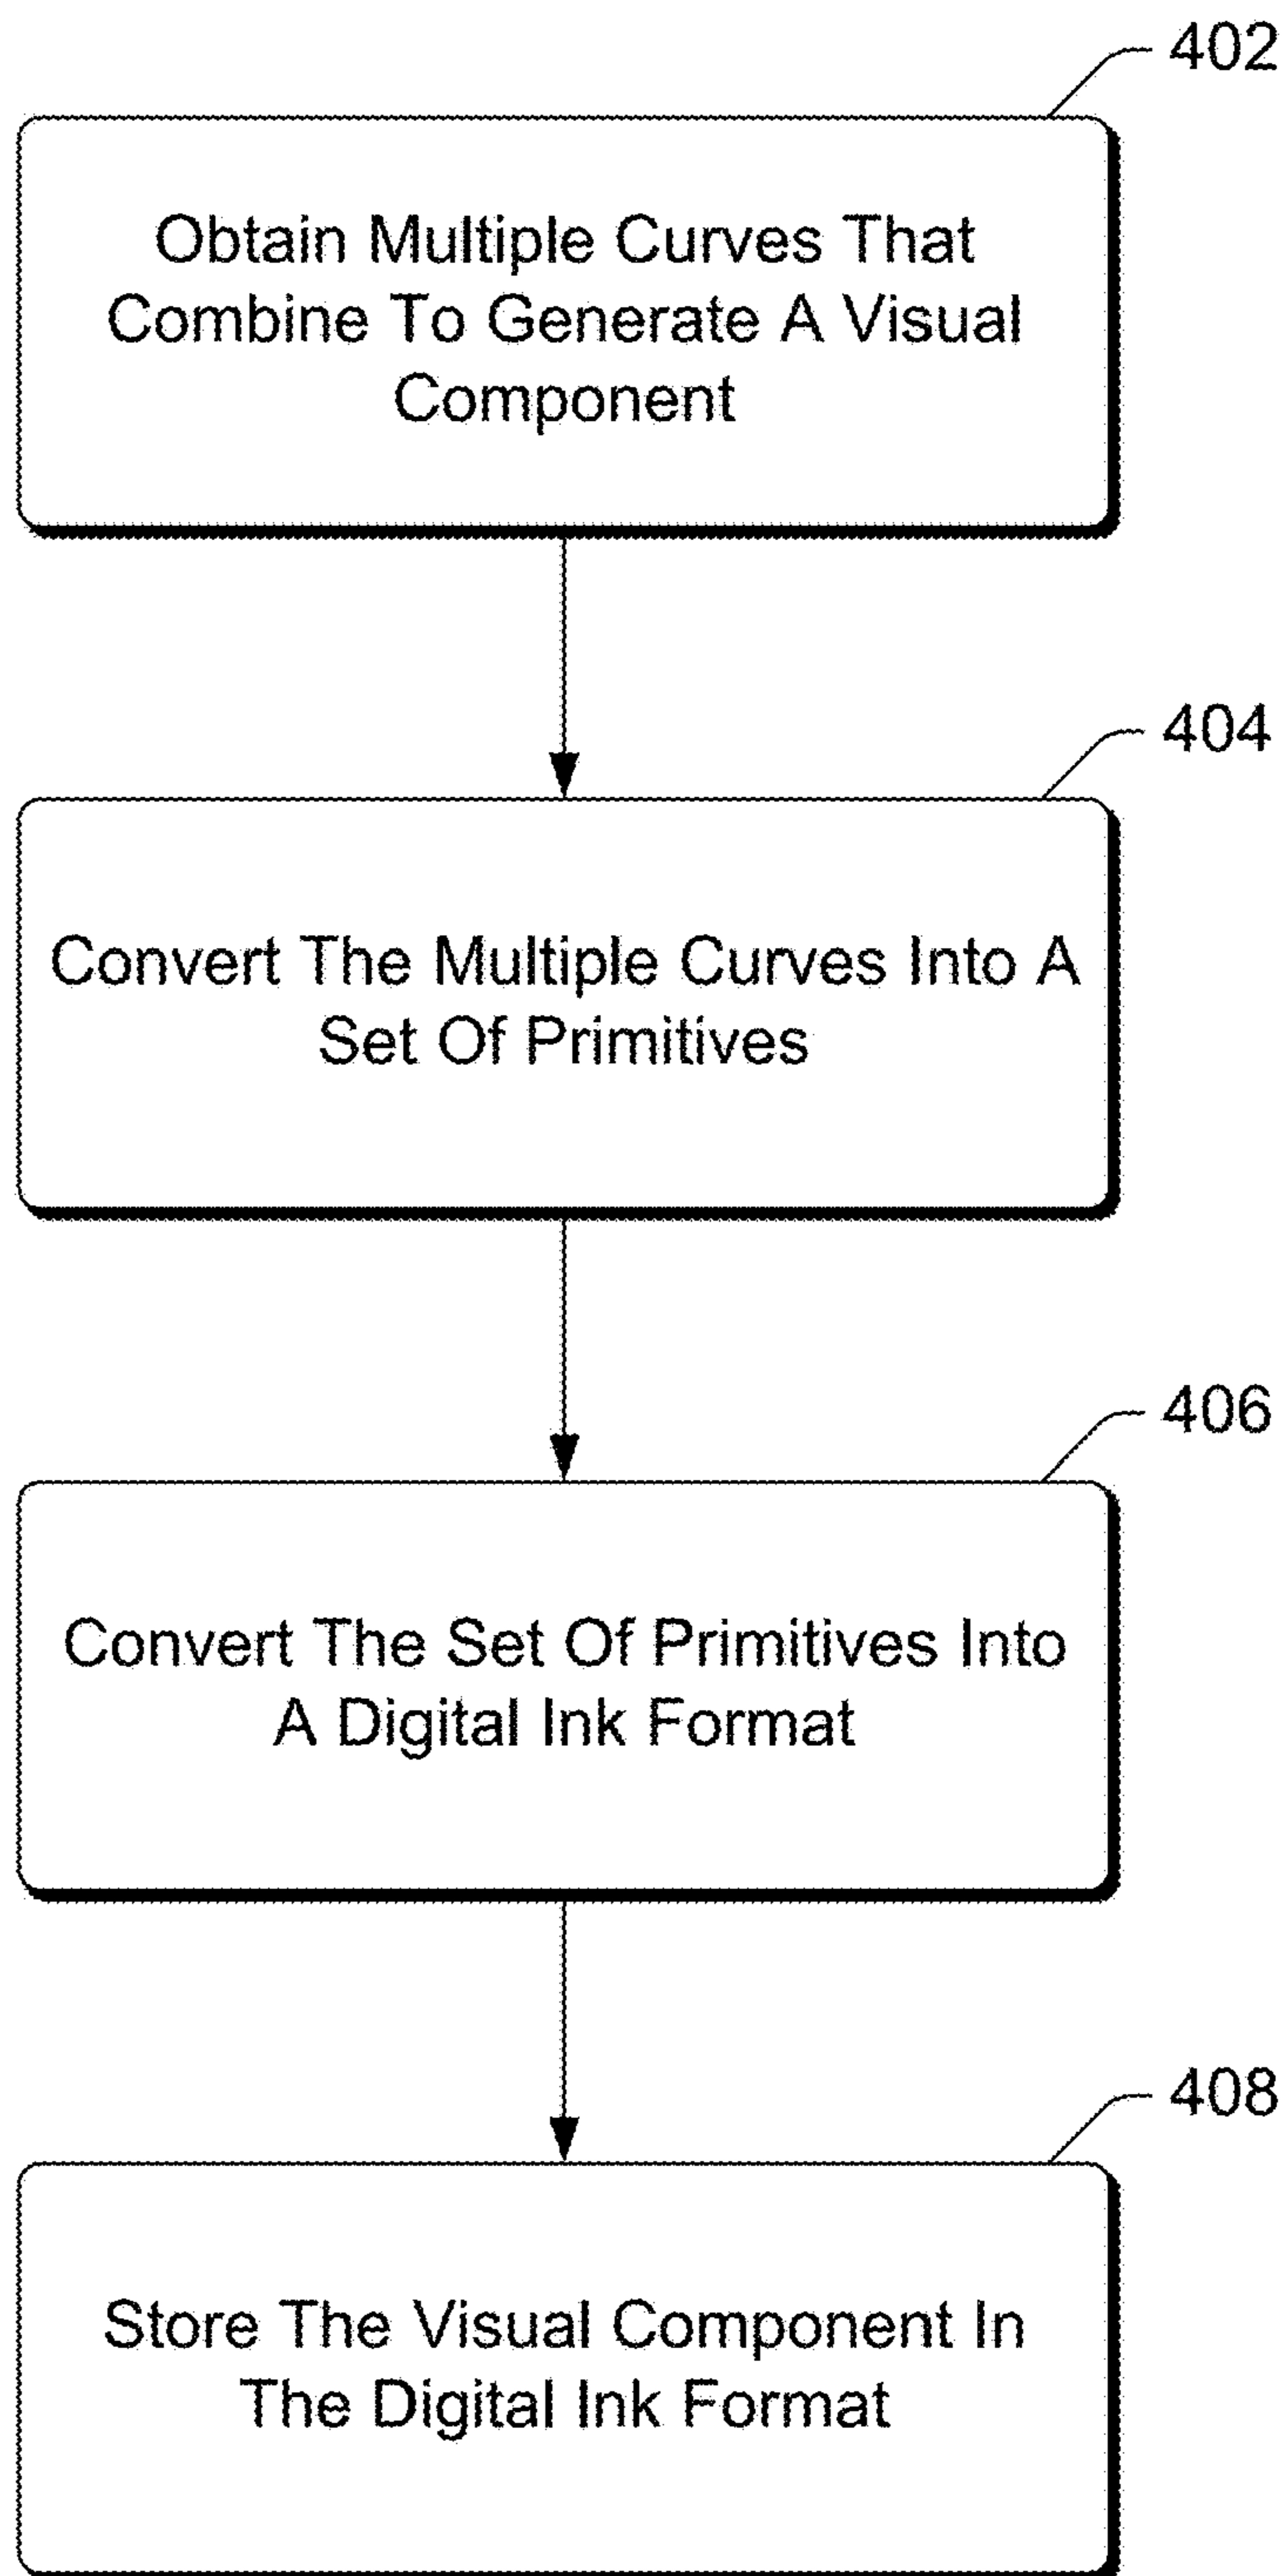 402
Obtain Multiple Curves That
Combine To Generate A Visual
Component
404
Convert The Multiple Curves Into A
Set Of Primitives
406
Convert The Set Of Primitives Into
A Digital Ink Format
408
Store The Visual Component In
The Digital Ink Format